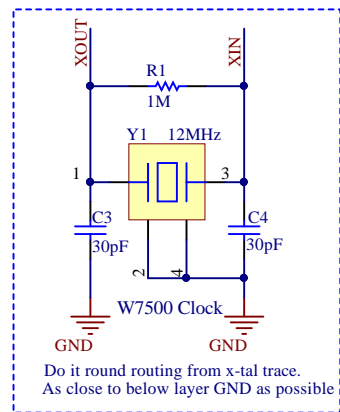 XOUT
XIN
R1
1M
Y1 12MHz
1
3
C3
30pF
C4
30pF
2
4
W7500 Clock
GND
GND
Do it round routing from x-tal trace.
As close to below layer GND as possible